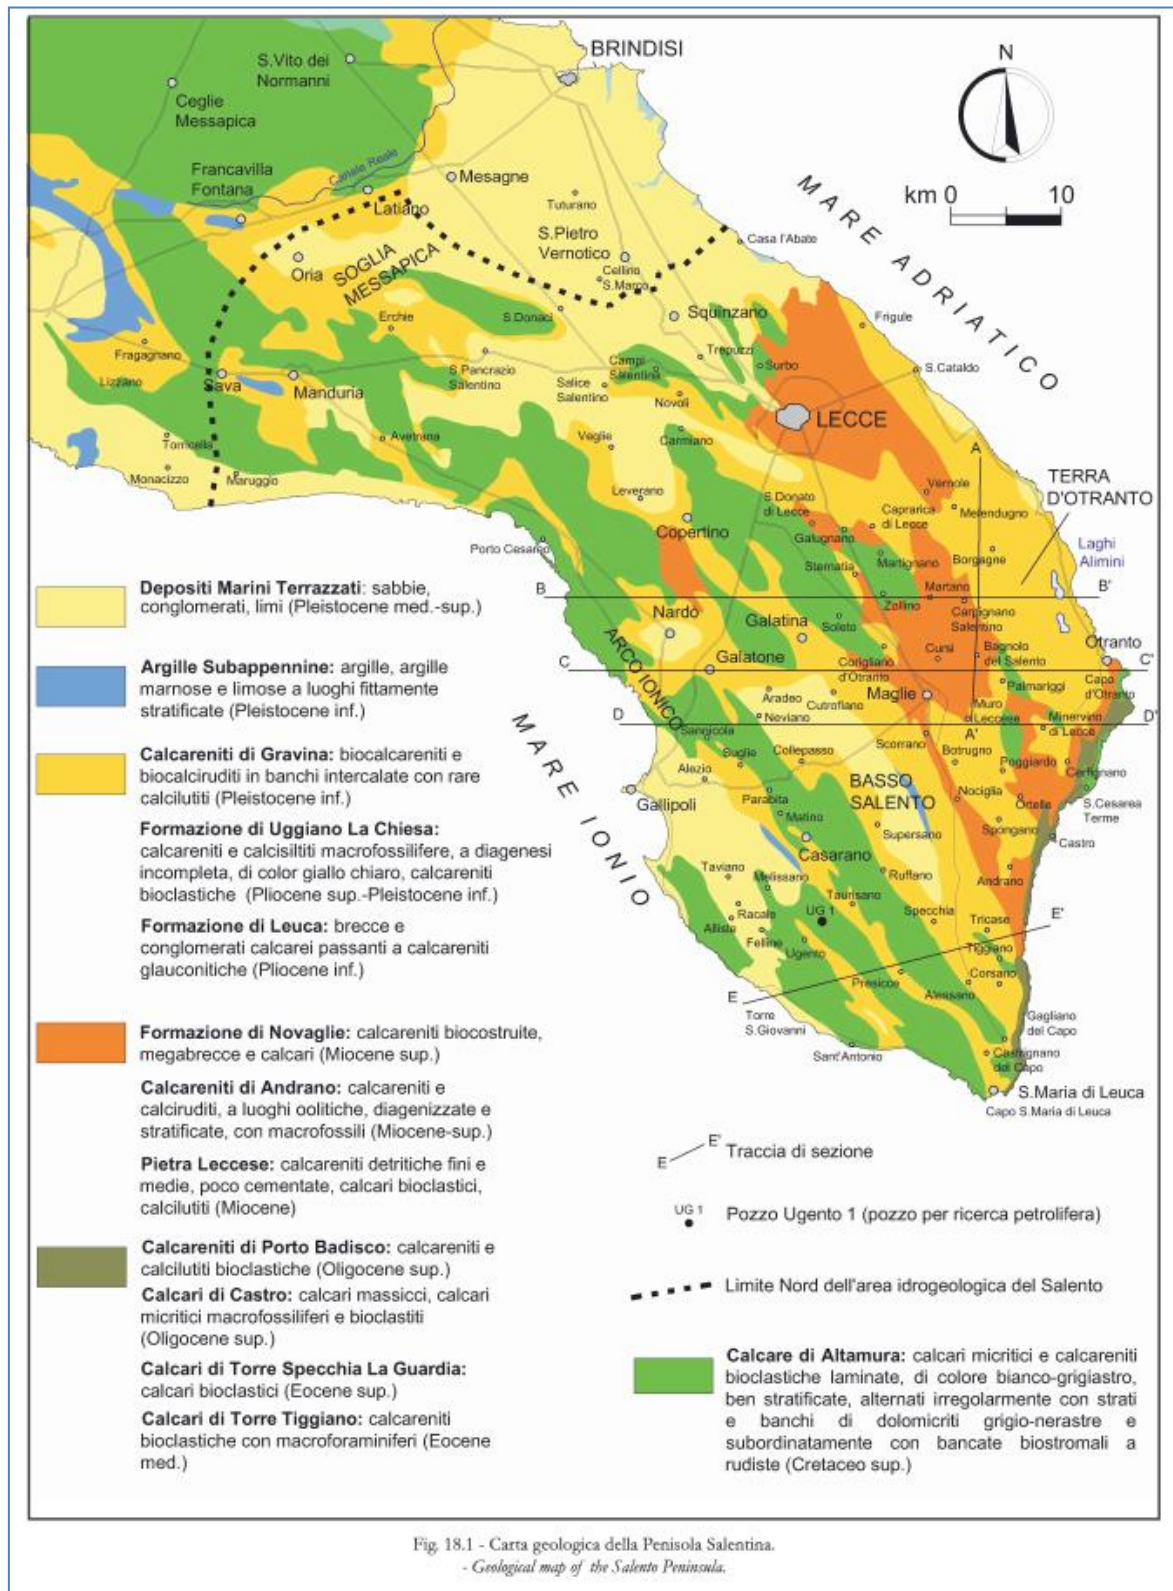 BRINDISI
S.Vito dei
Normanni
Ceglie
Messapica
N
Francavilla
Fontana
Canale Reale
Mesagne
km 0 10
Latiano
Tuturano
MARE ADRIATICO
S.Pietro
Vernotico
Casa l'Abate
Oria
SOGLIA
MESSAPICA
Cellino
S.Marco
Erchie
S.Donaci
Squinzano
Frigule
Fragagnano
Trepuzzi
Surbo
Lizzano
Sava
Manduria
S.Pancrazio
Salentino
Campi
Salentina
Salice
Salentino
S.Cataldo
Novoli
LECCE
Torricella
Avetrana
Veglie
Carmiano
A
Monacizzo
Maruggio
Leverano
Vernole
TERRA
D'OTRANTO
S.Donato
di Lecce
Caprarica
di Lecce
Melendugno
Copertino
Galugnano
Porto Cesareo
Sternatia
Martignano
Borgagne
Laghi
Alimini
B
B'
Martano
Zollino
Carpignano
Salentino
Nardo
Galatina
Soleto
Otranto
ARCO IONICO
Cursi
Bagnolo
del Salento
C
C'
Galatone
Corigliano
d'Otranto
Palmariggi
Capo
d'Otranto
Maglie
Aradeo
Cutrofiano
Muro
Leccese
D
D'
Neviano
Minervino
di Lecce
MARE IONIO
Sannicola
A'
Scorrano
Botrugno
Suglie
Collepasso
Poggiardo
Cerfignano
Alezio
BASSO
SALENTO
Gallipoli
Parabita
Nociglia
Ortelle
S.Cesarea
Terme
Matino
Supersano
Spongano
Castro
Casarano
Taviano
Melissano
Ruffano
Andrano
Taurisano
UG 1
Racale
Specchia
Tricase
E'
Alliste
Felline
Ugento
Tiggiano
Presicce
Corsano
Alessano
E
Torre
S.Giovanni
Gagliano
del Capo
Sant'Antonio
Castrignano
del Capo
S.Maria di Leuca
Capo S.Maria di Leuca
Depositi Marini Terrazzati: sabbie,
conglomerati, limi (Pleistocene med.-sup.)
Argille Subappennine: argille, argille
marnose e limose a luoghi fittamente
stratificate (Pleistocene inf.)
Calcareniti di Gravina: biocalcareniti e
biocalciruditi in banchi intercalate con rare
calcilutiti (Pleistocene inf.)
Formazione di Uggiano La Chiesa:
calcareniti e calcisiltiti macrofossilifere, a diagenesi
incompleta, di color giallo chiaro, calcareniti
bioclastiche (Pliocene sup.-Pleistocene inf.)
Formazione di Leuca: brecce e
conglomerati calcarei passanti a calcareniti
glauconitiche (Pliocene inf.)
Formazione di Novaglie: calcareniti biocostruite,
megabrecce e calcari (Miocene sup.)
Calcareniti di Andrano: calcareniti e
calciruditi, a luoghi oolitiche, diagenizzate e
stratificate, con macrofossili (Miocene-sup.)
Pietra Leccese: calcareniti detritiche fini e
medie, poco cementate, calcari bioclastici,
calcilutiti (Miocene)
Calcareniti di Porto Badisco: calcareniti e
calcilutiti bioclastiche (Oligocene sup.)
Calcari di Castro: calcari massicci, calcari
micritici macrofossiliferi e bioclastiti
(Oligocene sup.)
Calcari di Torre Specchia La Guardia:
calcari bioclastici (Eocene sup.)
Calcari di Torre Tiggiano: calcareniti
bioclastiche con macroforaminiferi (Eocene
med.)
E E' Traccia di sezione
UG 1 Pozzo Ugento 1 (pozzo per ricerca petrolifera)
Limite Nord dell'area idrogeologica del Salento
Calcare di Altamura: calcari micritici e calcareniti
bioclastiche laminate, di colore bianco-grigiastro,
ben stratificate, alternati irregolarmente con strati
e banchi di dolomicriti grigio-nerastre e
subordinatamente con bancate biostromali a
rudiste (Cretaceo sup.)
Fig. 18.1 - Carta geologica della Penisola Salentina.
- Geological map of the Salento Peninsula.